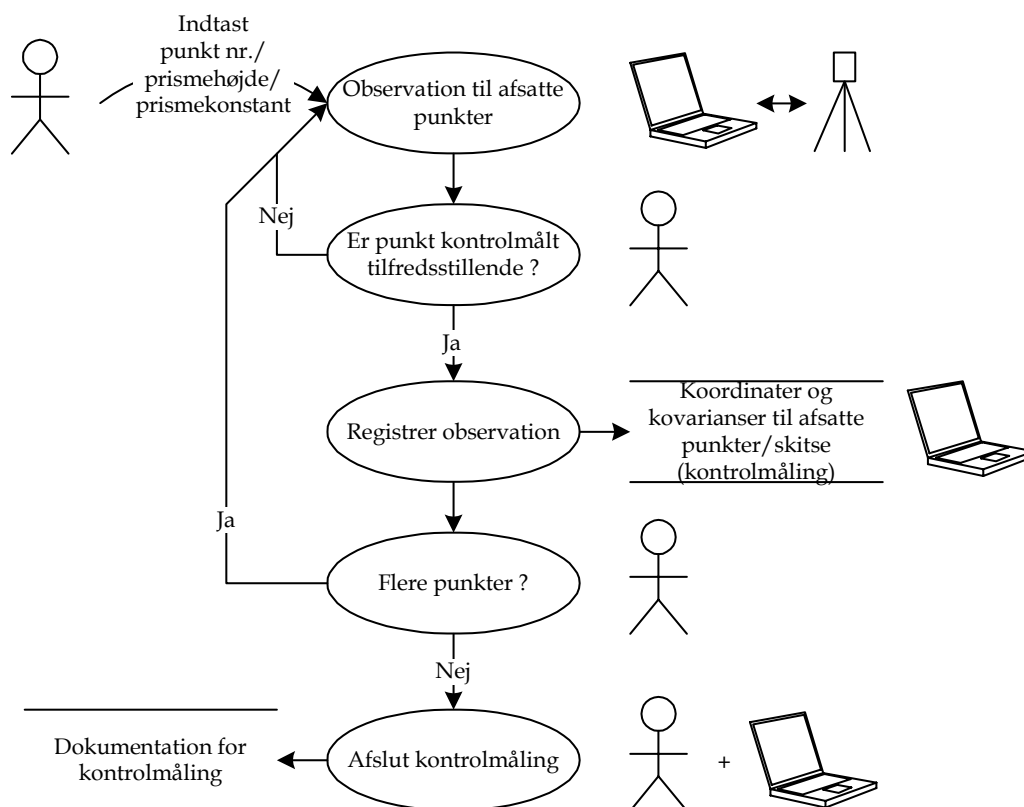 Indtast
punkt nr./
prismehøjde/
prismekonstant
Observation til afsatte
punkter
Nej
Er punkt kontrolmålt
tilfredsstillende ?
Ja
Registrer observation
Koordinater og
kovarianser til afsatte
punkter/skitse
(kontrolmåling)
Ja
Flere punkter ?
Nej
Dokumentation for
kontrolmåling
Afslut kontrolmåling
+